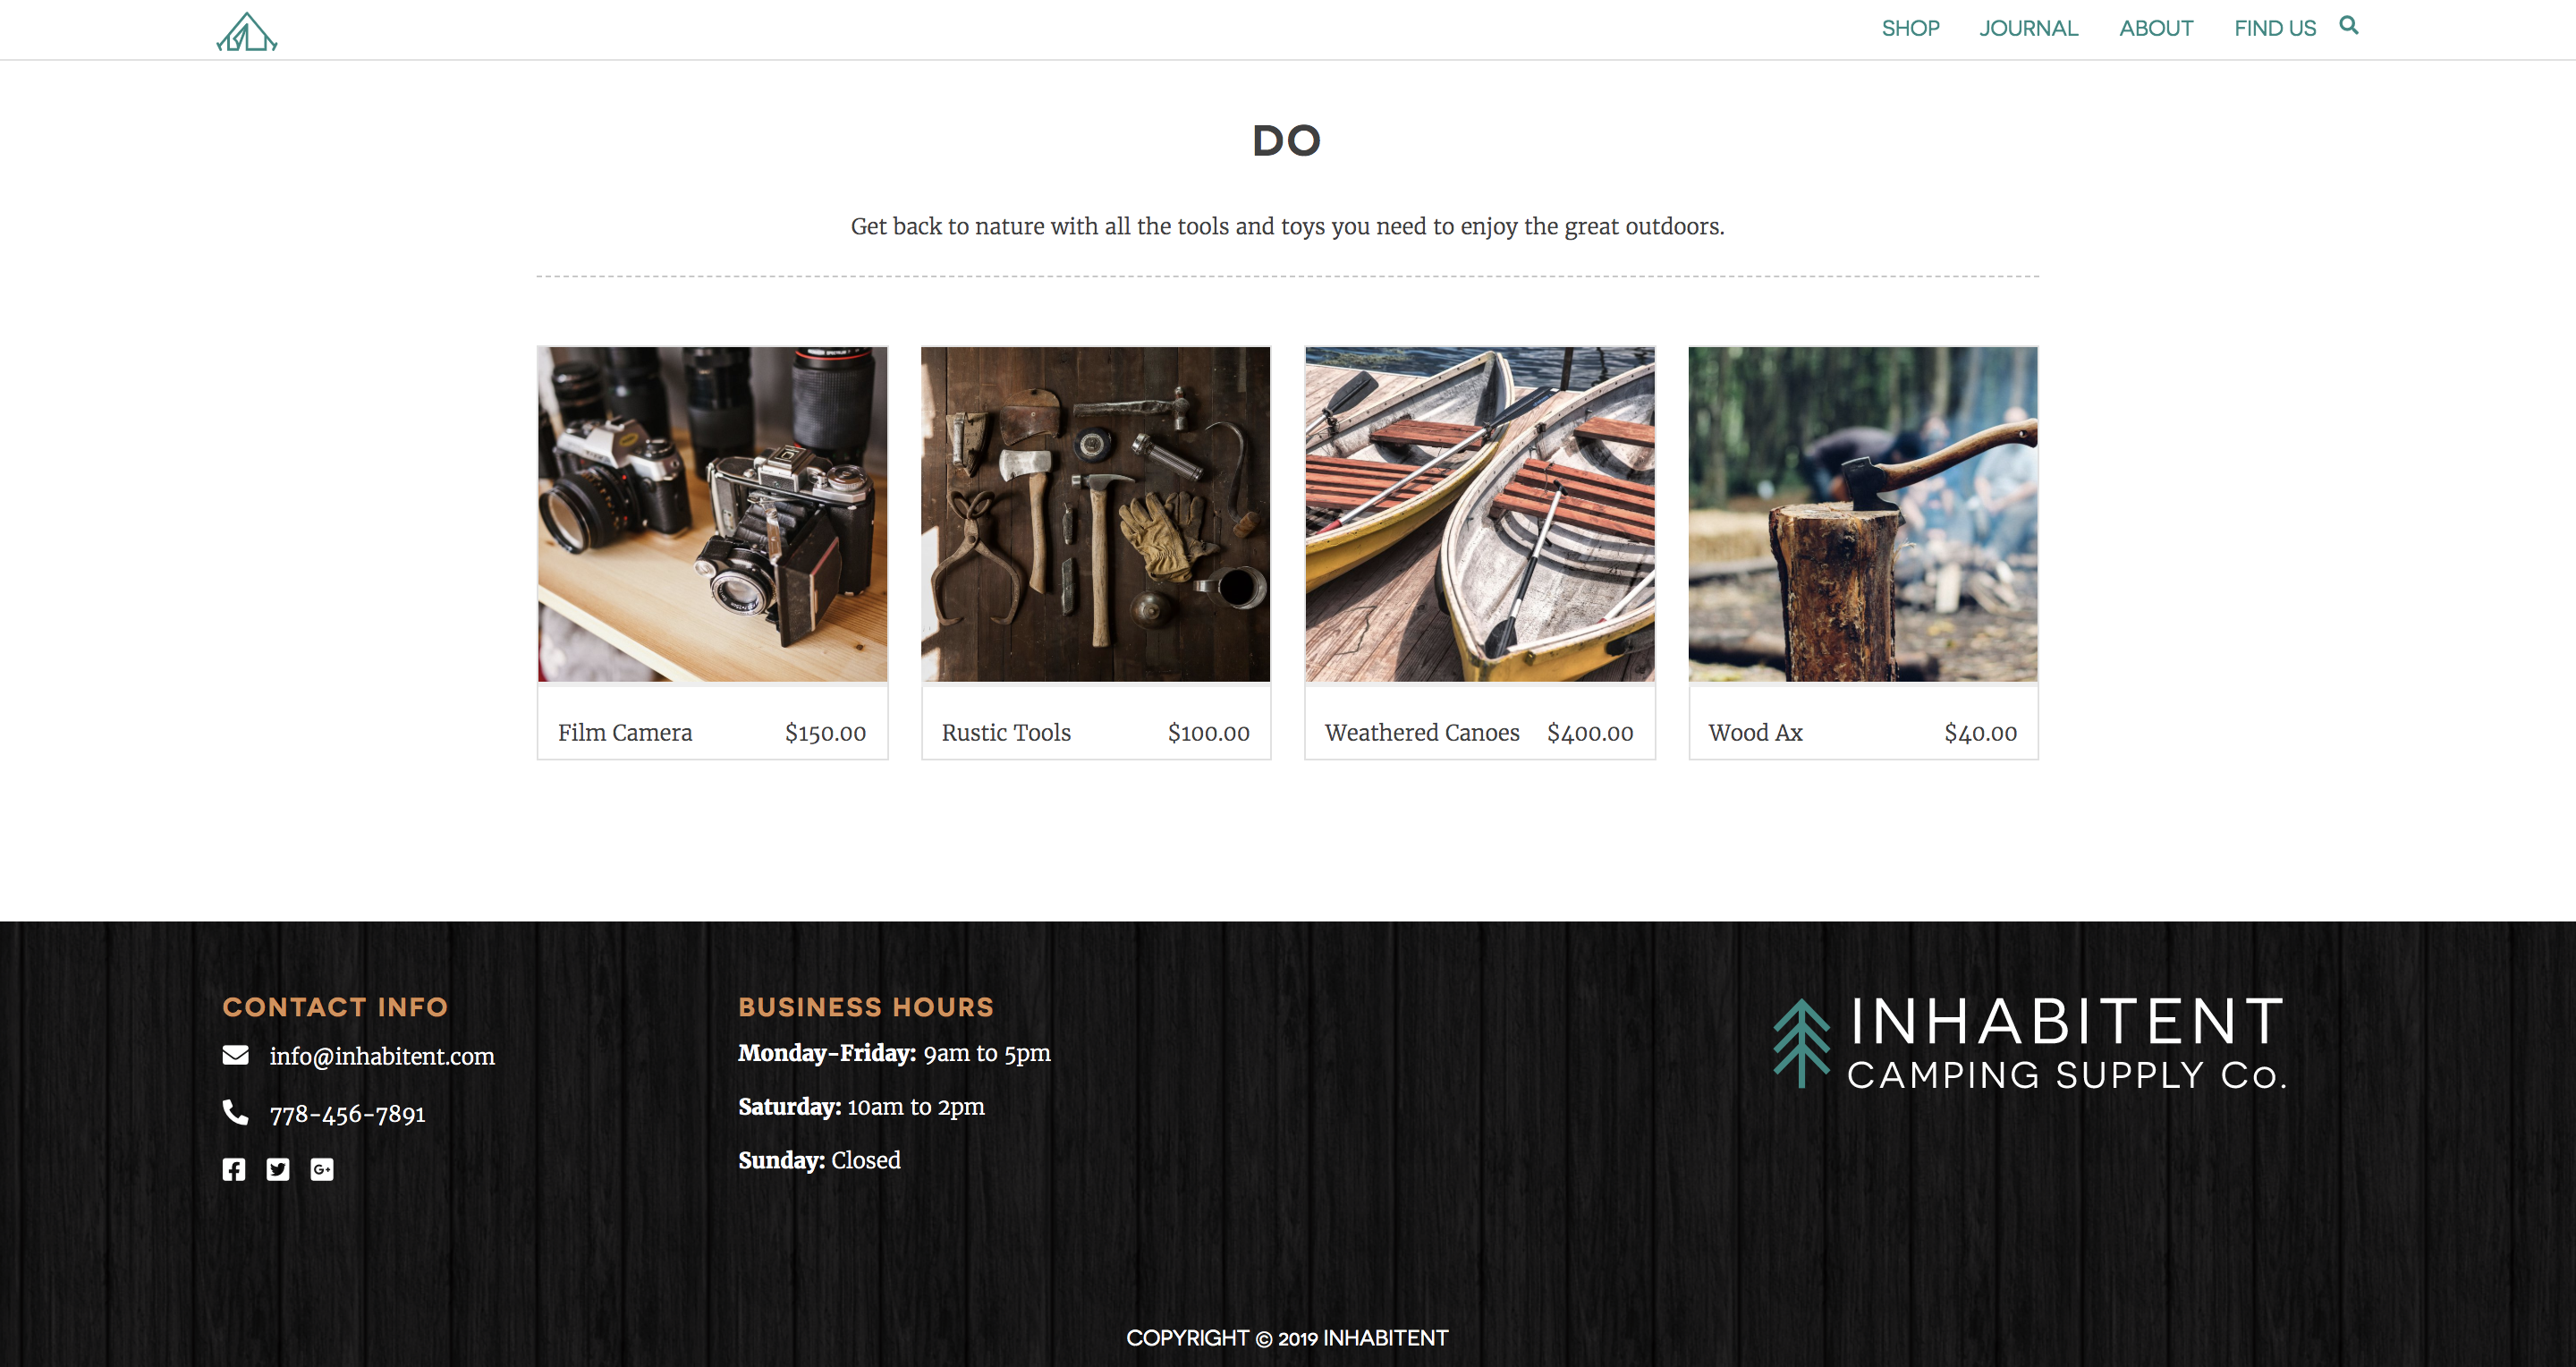 SHOP JOURNAL ABOUT FIND US
DO
Get back to nature with all the tools and toys you need to enjoy the great outdoors.
Film Camera $150.00
Rustic Tools $100.00
Weathered Canoes $400.00
Wood Ax $40.00
CONTACT INFO
info@inhabitent.com
778-456-7891
BUSINESS HOURS
Monday-Friday: 9am to 5pm
Saturday: 10am to 2pm
Sunday: Closed
INHABITENT
CAMPING SUPPLY Co.
COPYRIGHT © 2019 INHABITENT